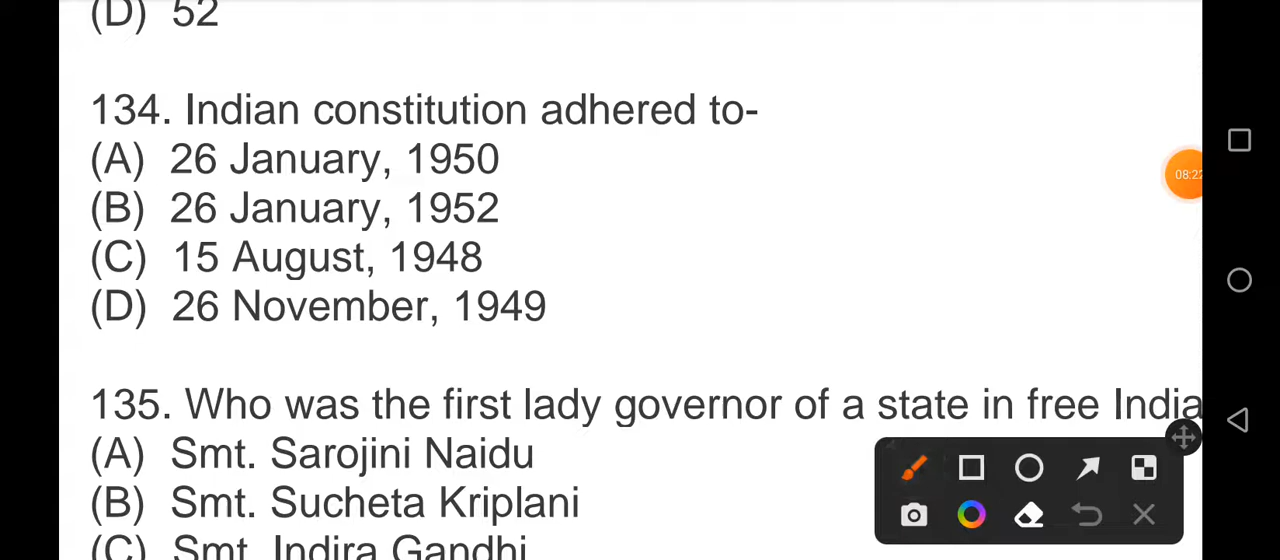 (D) 52
134. Indian constitution adhered to-
(A) 26 January, 1950
(B) 26 January, 1952
(C) 15 August, 1948
(D) 26 November, 1949
135. Who was the first lady governor of a state in free India
(A) Smt. Sarojini Naidu
(B) Smt. Sucheta Kriplani
(C) Smt. Indira Gandhi
08:22